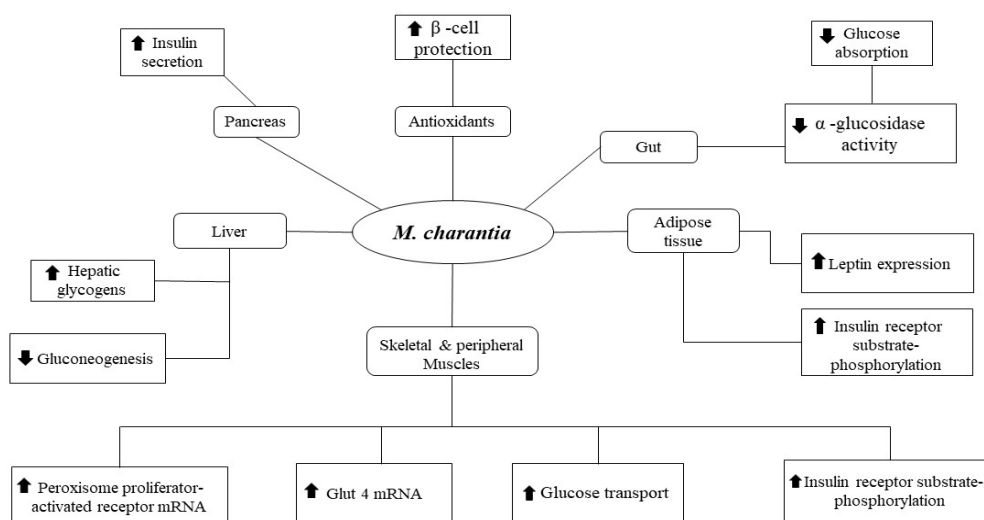 Insulin
secretion
β -cell
protection
Glucose
absorption
Pancreas
Antioxidants
α -glucosidase
activity
Gut
Liver
M. charantia
Adipose
tissue
Hepatic
glycogens
Leptin expression
Gluconeogenesis
Skeletal & peripheral
Muscles
Insulin receptor
substrate-
phosphorylation
Peroxisome proliferator-
activated receptor mRNA
Glut 4 mRNA
Glucose transport
Insulin receptor substrate-
phosphorylation